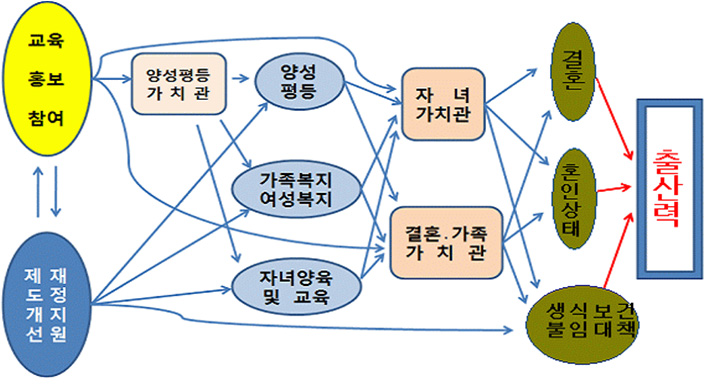 교육
홍보
참여
양성평등
가 치 관
양성
평등
가족복지
여성복지
자녀양육
및 교육
제도개선
재정지원
자 녀
가치관
결혼.가족
가 치 관
결혼
혼인상태
생식보건
불임대책
출산력